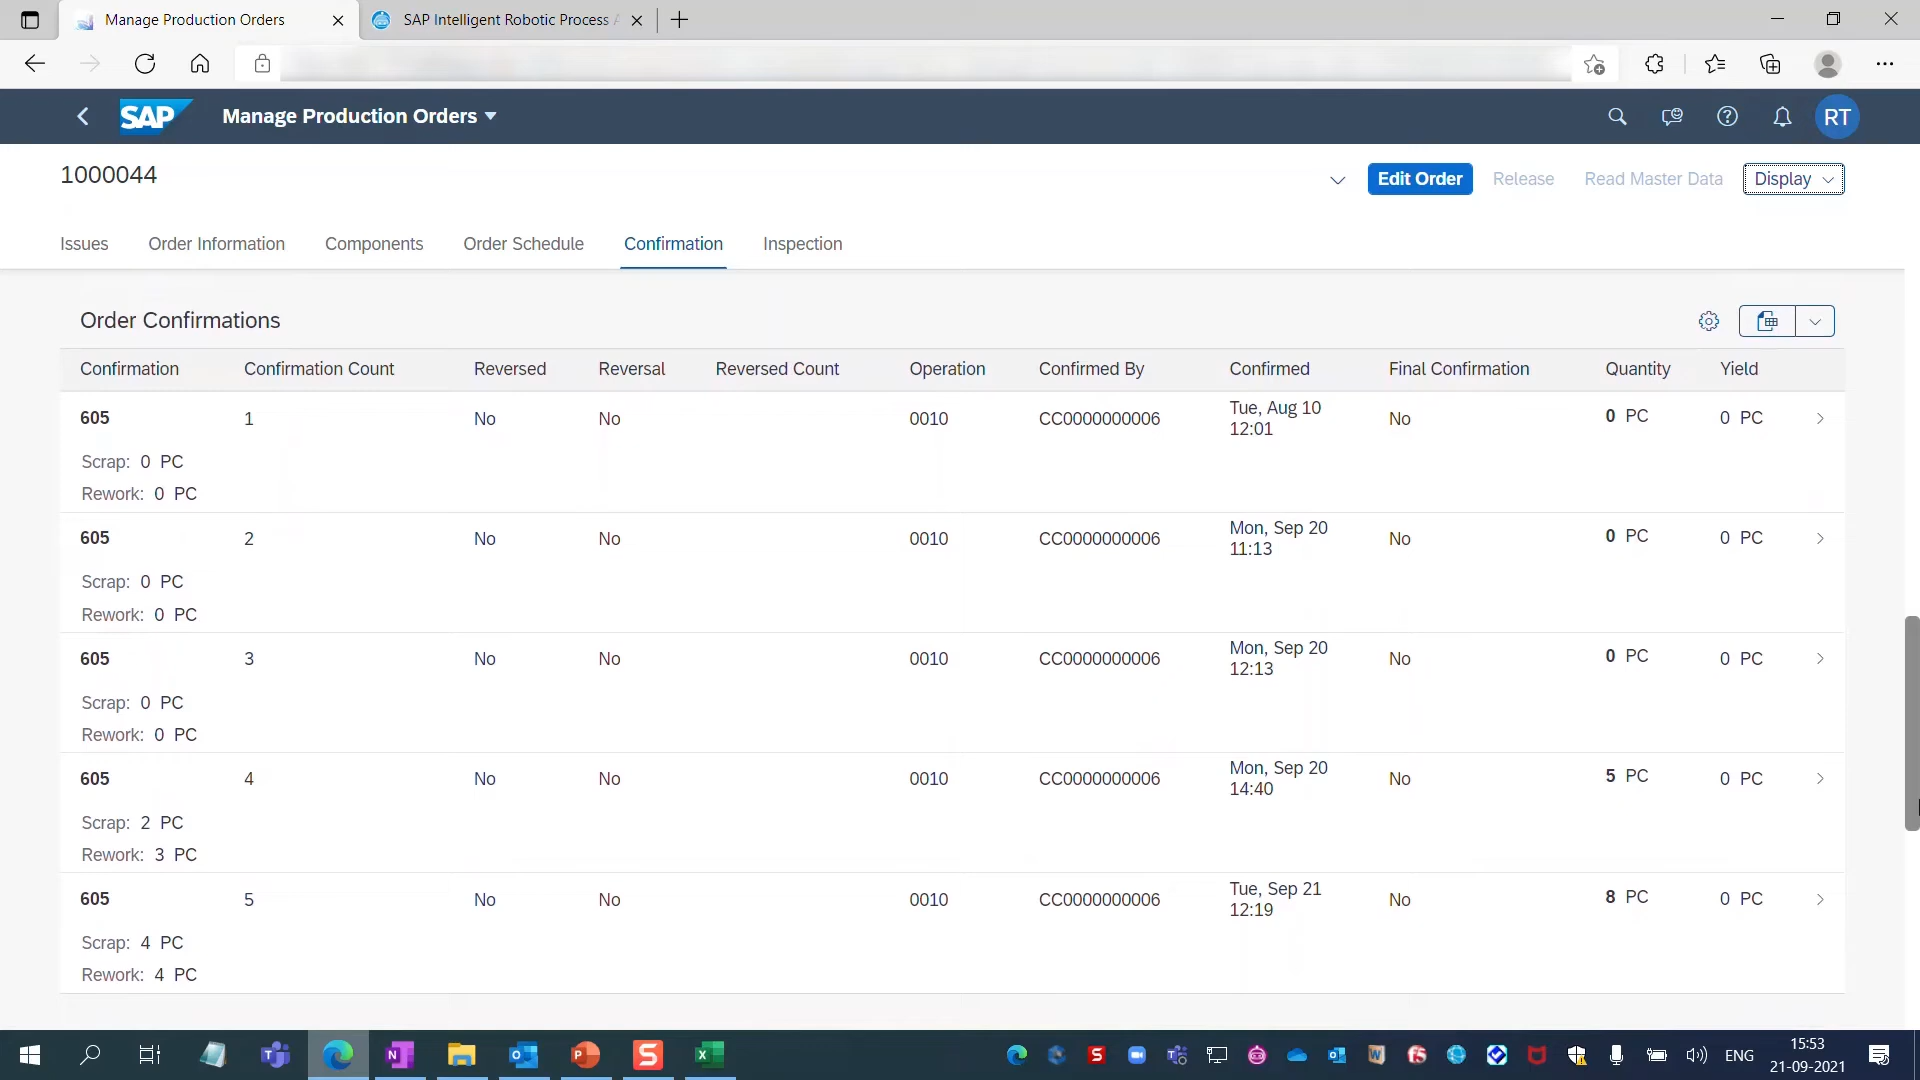 Manage Production Orders
SAP Intelligent Robotic Process
SAP
Manage Production Orders
RT
1000044
Edit Order
Release
Read Master Data
Display
Issues
Order Information
Components
Order Schedule
Confirmation
Inspection
Order Confirmations
Confirmation Confirmation Count Reversed Reversal Reversed Count Operation Confirmed By Confirmed Final Confirmation Quantity Yield
605 1 No No 0010 CC0000000006 Tue, Aug 10 12:01 No 0 PC 0 PC
Scrap: 0 PC
Rework: 0 PC
605 2 No No 0010 CC0000000006 Mon, Sep 20 11:13 No 0 PC 0 PC
Scrap: 0 PC
Rework: 0 PC
605 3 No No 0010 CC0000000006 Mon, Sep 20 12:13 No 0 PC 0 PC
Scrap: 0 PC
Rework: 0 PC
605 4 No No 0010 CC0000000006 Mon, Sep 20 14:40 No 5 PC 0 PC
Scrap: 2 PC
Rework: 3 PC
605 5 No No 0010 CC0000000006 Tue, Sep 21 12:19 No 8 PC 0 PC
Scrap: 4 PC
Rework: 4 PC
ENG
15:53
21-09-2021